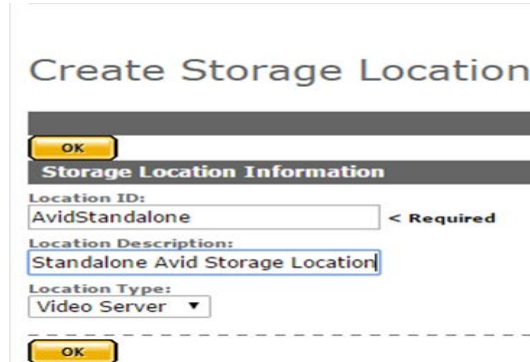 Create Storage Location
OK
Storage Location Information
Location ID:
AvidStandalone < Required
Location Description:
Standalone Avid Storage Location
Location Type:
Video Server ▼
OK